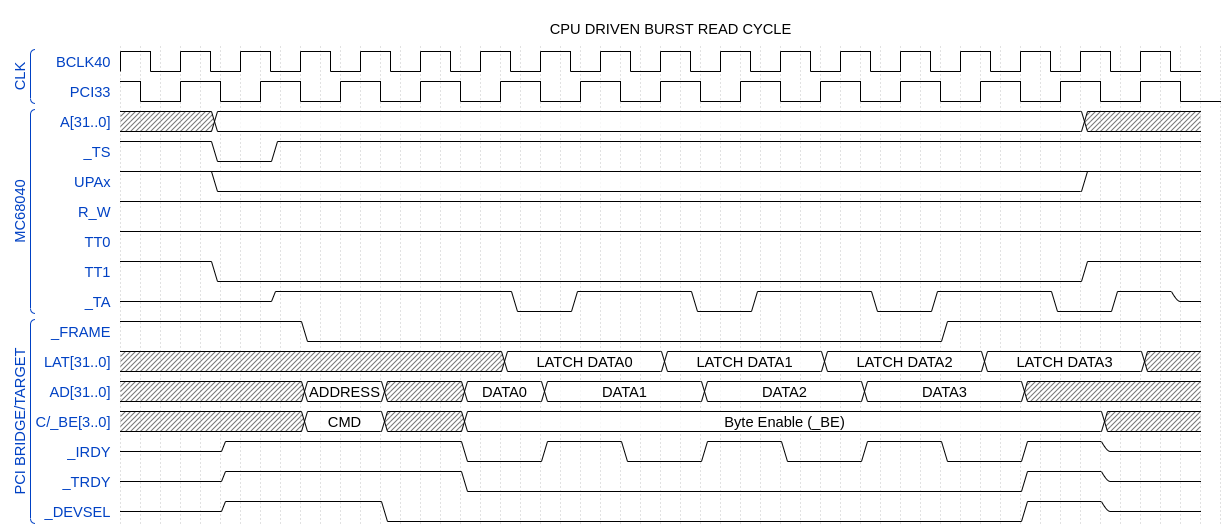 CPU DRIVEN BURST READ CYCLE
CLK
BCLK40
PCI33
MC68040
A[31..0]
_TS
UPAx
R_W
TT0
TT1
_TA
PCI BRIDGE/TARGET
_FRAME
LAT[31..0] LATCH DATA0 LATCH DATA1 LATCH DATA2 LATCH DATA3
AD[31..0] ADDRESS DATA0 DATA1 DATA2 DATA3
C/_BE[3..0] CMD Byte Enable (_BE)
_IRDY
_TRDY
_DEVSEL